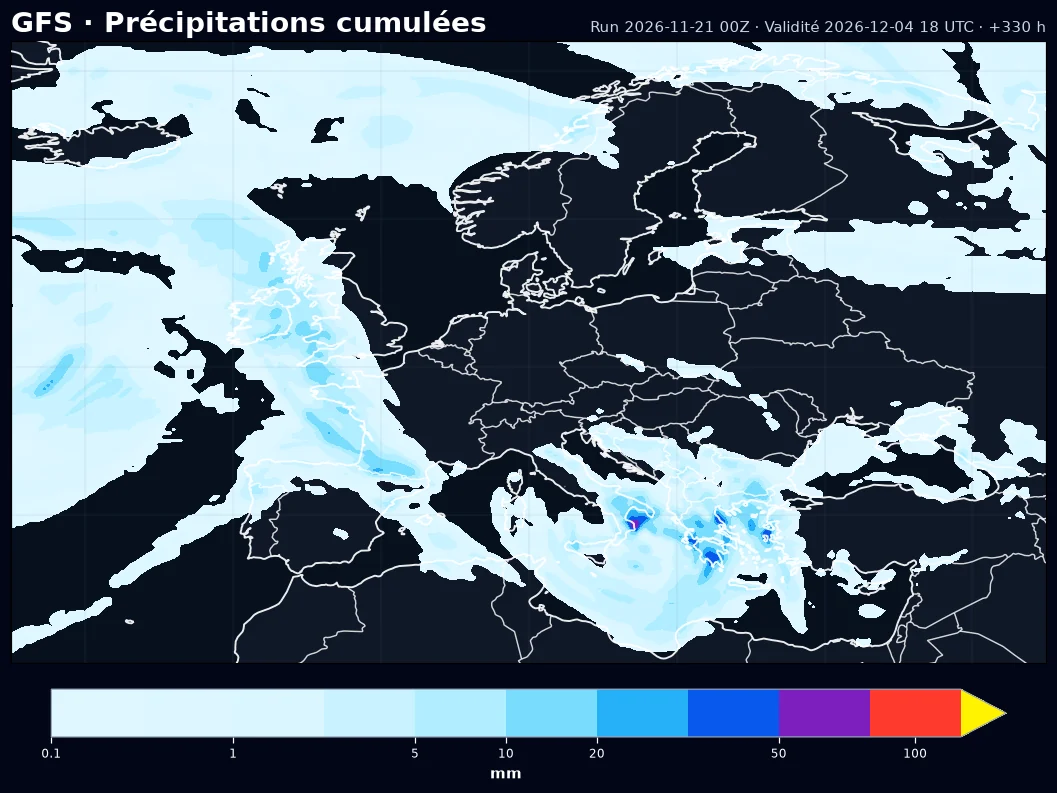 GFS · Précipitations cumulées
Run 2026-11-21 00Z · Validité 2026-12-04 18 UTC · +330 h
0.1 1 5 10 20 50 100
mm